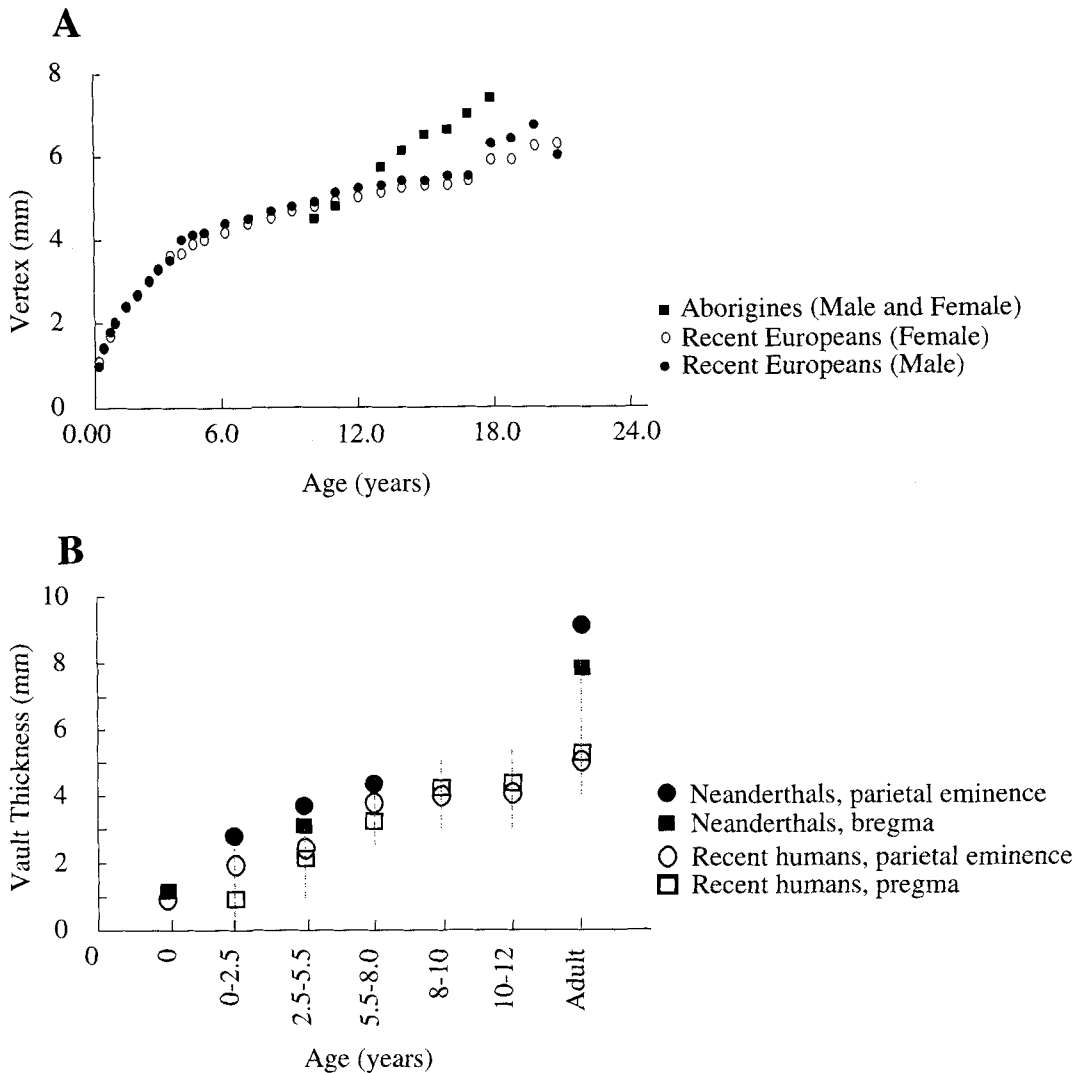 A
8
6
4
2
0
Vertex (mm)
0.00 6.0 12.0 18.0 24.0
Age (years)
Aborigines (Male and Female)
Recent Europeans (Female)
Recent Europeans (Male)
B
10
8
6
4
2
0
Vault Thickness (mm)
0 0 0-2.5 2.5-5.5 5.5-8.0 8-10 10-12 Adult
Age (years)
Neanderthals, parietal eminence
Neanderthals, bregma
Recent humans, parietal eminence
Recent humans, pregma